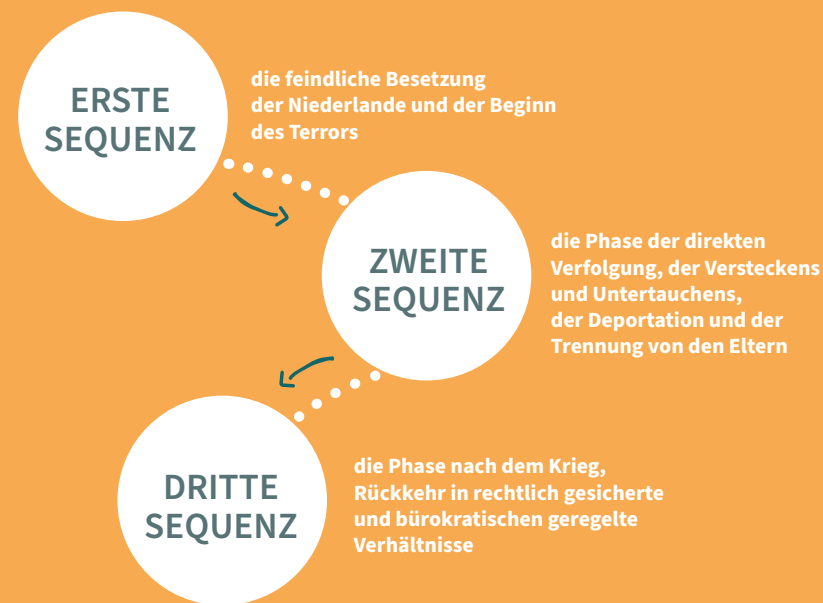 ERSTE
SEQUENZ
die feindliche Besetzung
der Niederlande und der Beginn
des Terrors
ZWEITE
SEQUENZ
die Phase der direkten
Verfolgung, der Versteckens
und Untertauchens,
der Deportation und der
Trennung von den Eltern
DRITTE
SEQUENZ
die Phase nach dem Krieg,
Rückkehr in rechtlich gesicherte
und bürokratischen geregelte
Verhältnisse